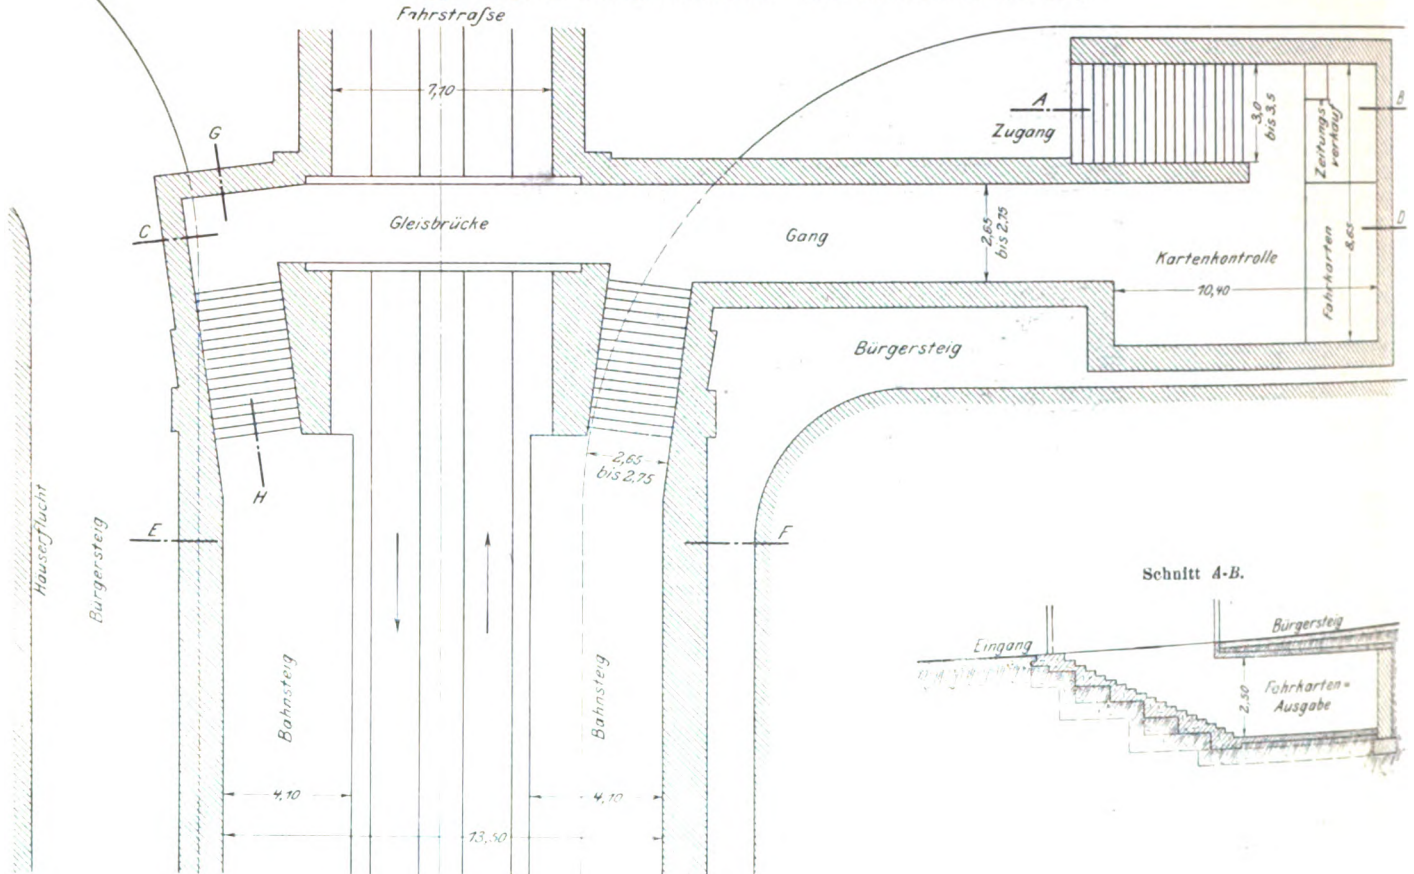 Fahrstraße
7,10
A
Zugang
3,0
bis 3,5
Zeitungs-
verkauf
B
G
C
Gleisbrücke
Gang
2,65
bis 2,75
Kartenkontrolle
10,40
Fahrkarten
8,65
D
Bürgersteig
2,65
bis 2,75
H
E
F
Häuserflucht
Bürgersteig
Bahnsteig
Bahnsteig
4,10
4,10
13,50
Schnitt A-B.
Eingang
Bürgersteig
2,50
Fahrkarten=
Ausgabe